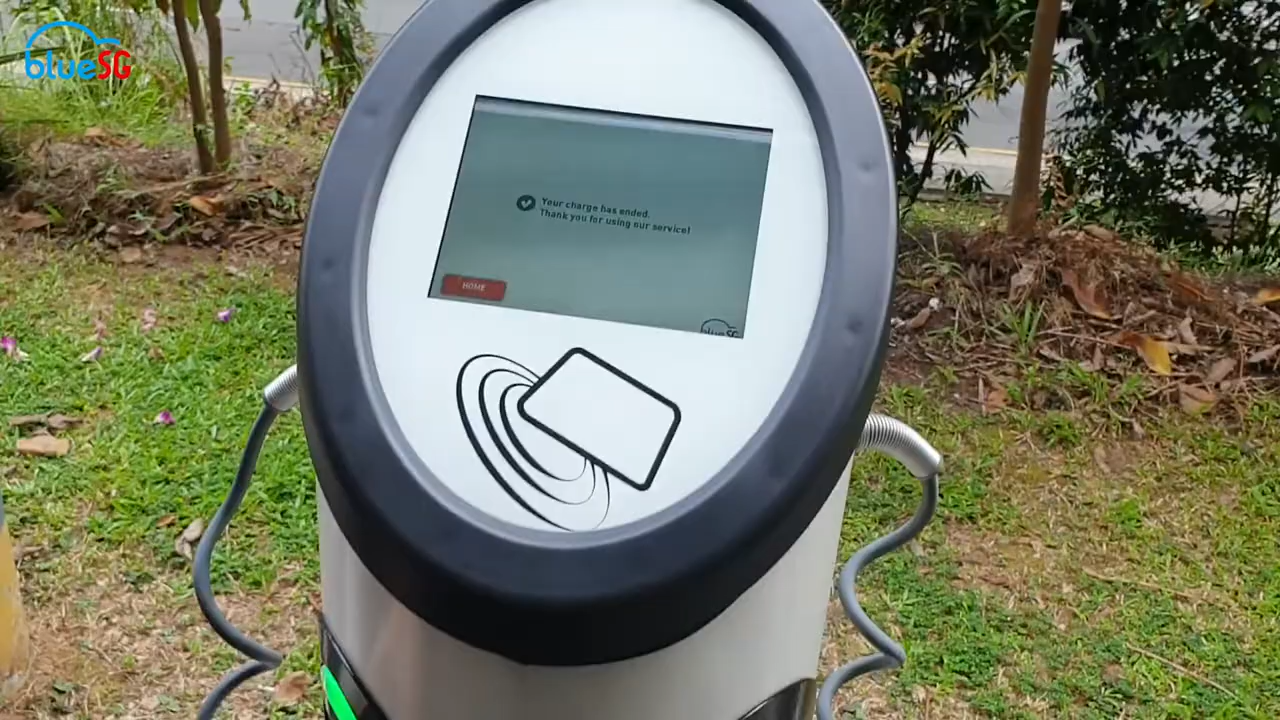 blueSG
Your charge has ended.
Thank you for using our service!
HOME
blueSG